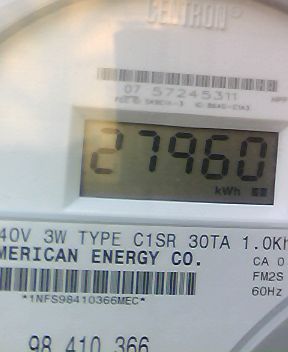 CENTRON®
07 57245311
27960
kWh
40V 3W TYPE C1SR 30TA 1.0Kh
MERICAN ENERGY CO.
CA 0
FM2S
60Hz
*1NFS98410366MEC*
98 410 366